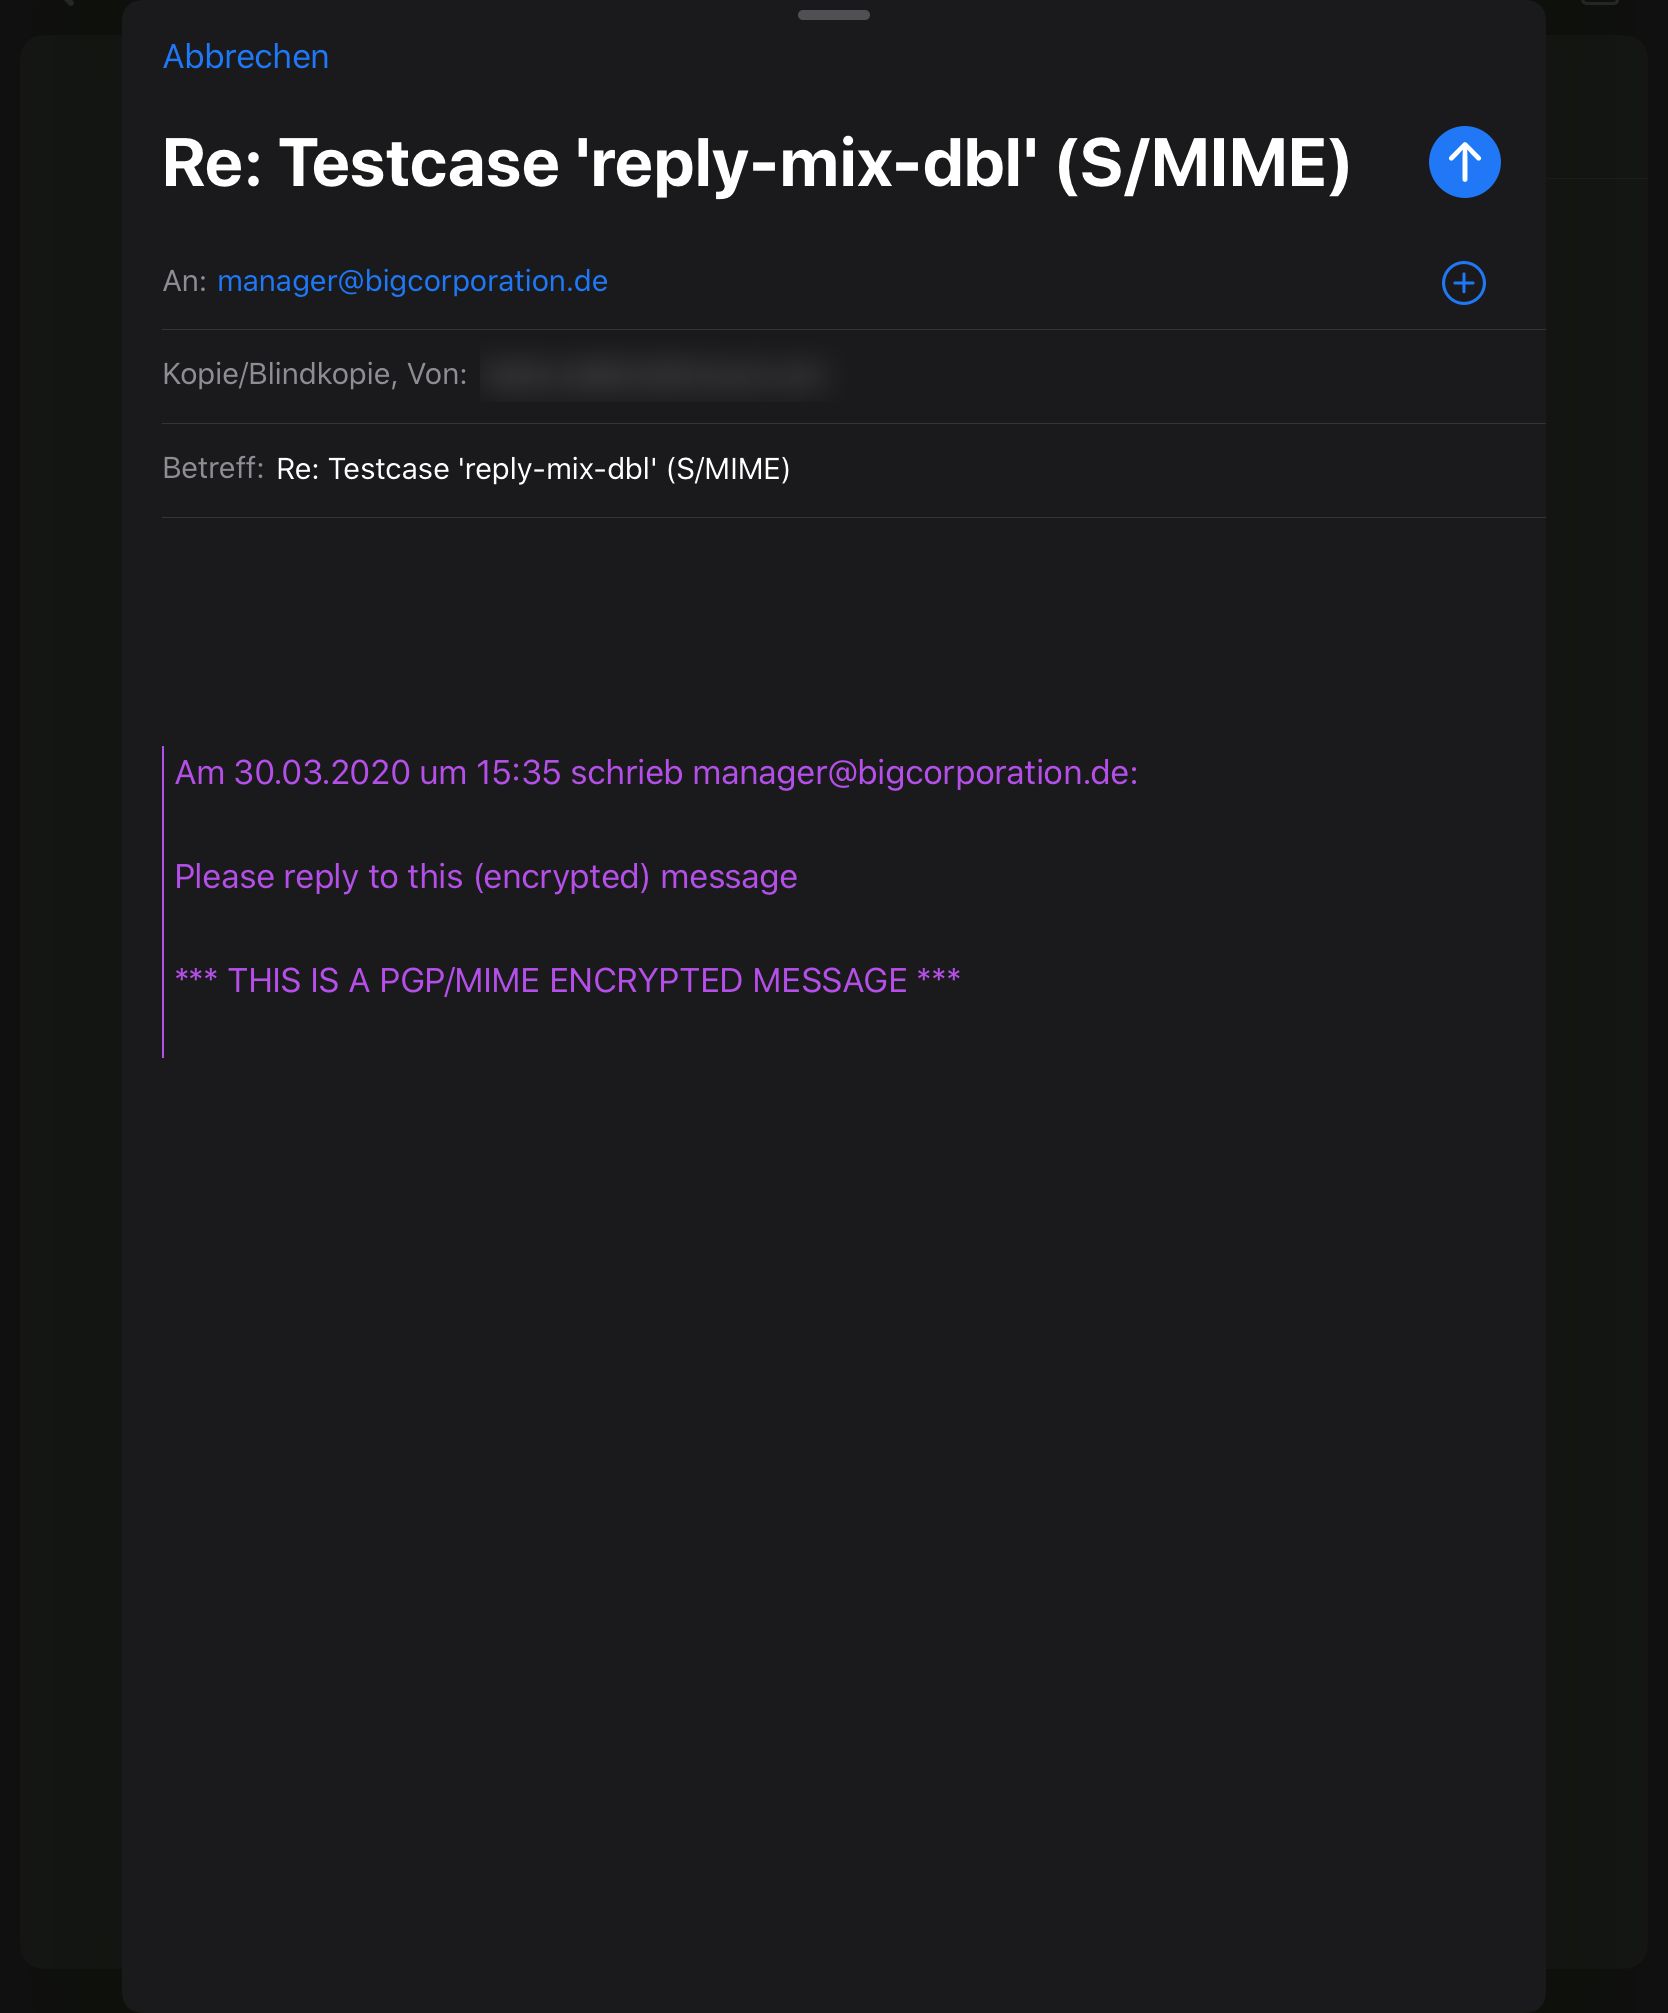 Abbrechen
Re: Testcase 'reply-mix-dbl' (S/MIME)
An: manager@bigcorporation.de
Kopie/Blindkopie, Von:
Betreff: Re: Testcase 'reply-mix-dbl' (S/MIME)
Am 30.03.2020 um 15:35 schrieb manager@bigcorporation.de:
Please reply to this (encrypted) message
*** THIS IS A PGP/MIME ENCRYPTED MESSAGE ***